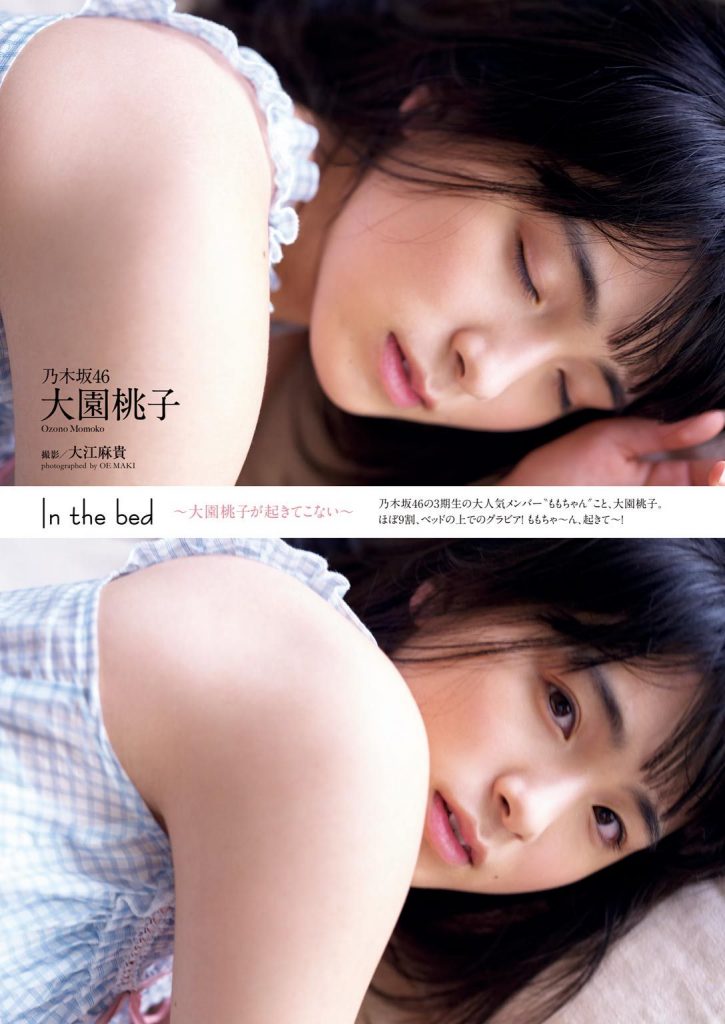 乃木坂46
大園桃子
Ozono Momoko
撮影／大江麻貴
photographed by OE MAKI
In the bed
～大園桃子が起きてこない～
乃木坂46の3期生の大人気メンバー“ももちゃん”こと、大園桃子。
ほぼ9割、ベッドの上でのグラビア！ももちゃ～ん、起きて～！